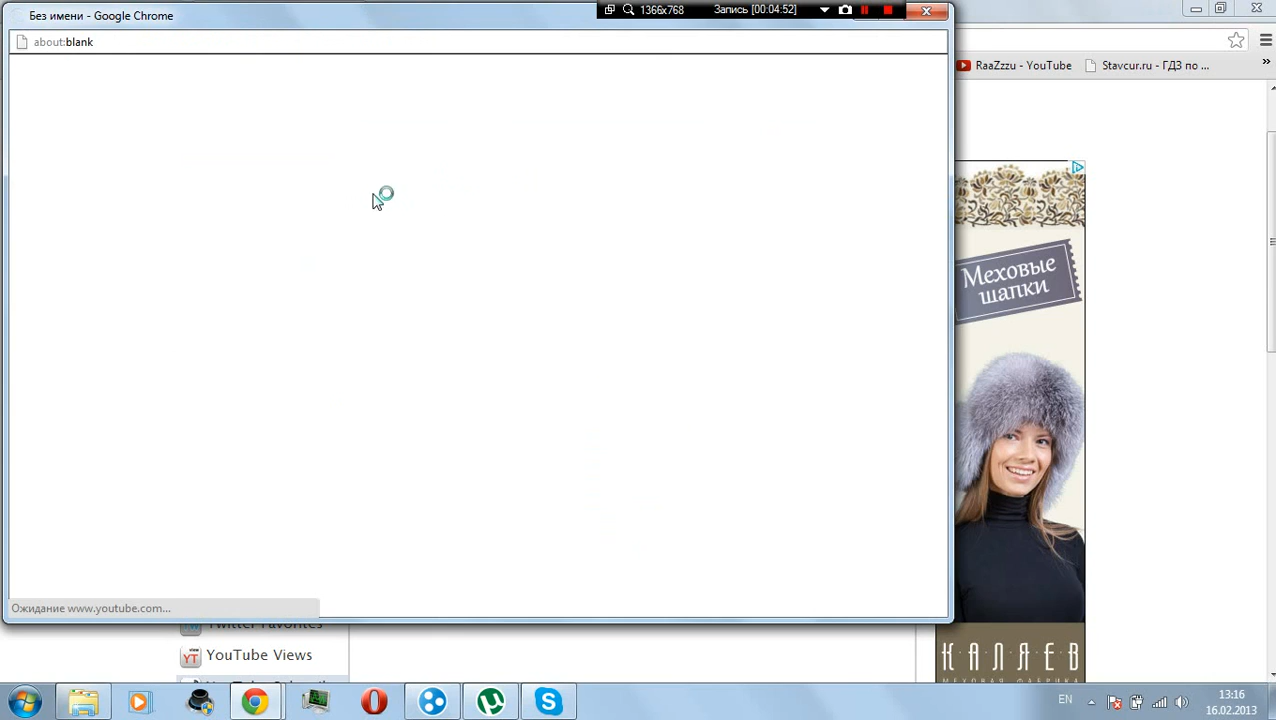 Без имени - Google Chrome
1366x768
Запись [00:04:52]
about:blank
RaaZzzu - YouTube
Stavcur.ru - ГДЗ по ...
Меховые
шапки
Ожидание www.youtube.com...
Twitter Favorites
YouTube Views
КАЛЯЕВ
МЕХОВАЯ ФАБРИКА
EN
13:16
16.02.2013